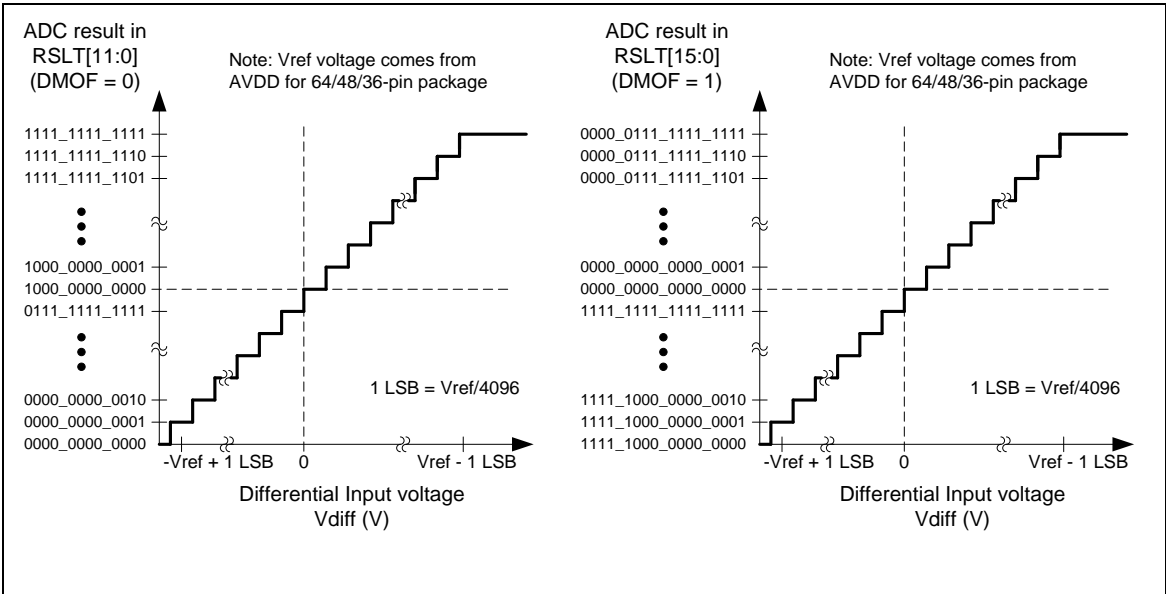 ADC result in
RSLT[11:0]
(DMOF = 0)
Note: Vref voltage comes from
AVDD for 64/48/36-pin package
1111_1111_1111
1111_1111_1110
1111_1111_1101
1000_0000_0001
1000_0000_0000
0111_1111_1111
0000_0000_0010
0000_0000_0001
0000_0000_0000
1 LSB = Vref/4096
-Vref + 1 LSB
0
Vref - 1 LSB
Differential Input voltage
Vdiff (V)
ADC result in
RSLT[15:0]
(DMOF = 1)
Note: Vref voltage comes from
AVDD for 64/48/36-pin package
0000_0111_1111_1111
0000_0111_1111_1110
0000_0111_1111_1101
0000_0000_0000_0001
0000_0000_0000_0000
1111_1111_1111_1111
1111_1000_0000_0010
1111_1000_0000_0001
1111_1000_0000_0000
1 LSB = Vref/4096
-Vref + 1 LSB
0
Vref - 1 LSB
Differential Input voltage
Vdiff (V)